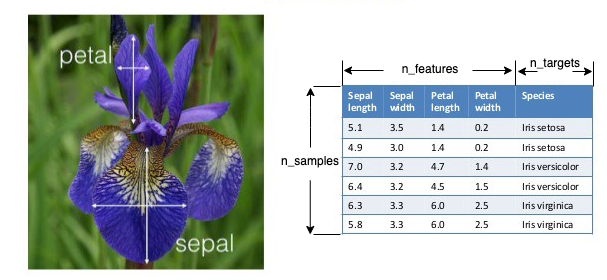 petal
sepal
n_features
n_targets
n_samples
Sepal length Sepal width Petal length Petal width Species
5.1 3.5 1.4 0.2 Iris setosa
4.9 3.0 1.4 0.2 Iris setosa
7.0 3.2 4.7 1.4 Iris versicolor
6.4 3.2 4.5 1.5 Iris versicolor
6.3 3.3 6.0 2.5 Iris virginica
5.8 3.3 6.0 2.5 Iris virginica